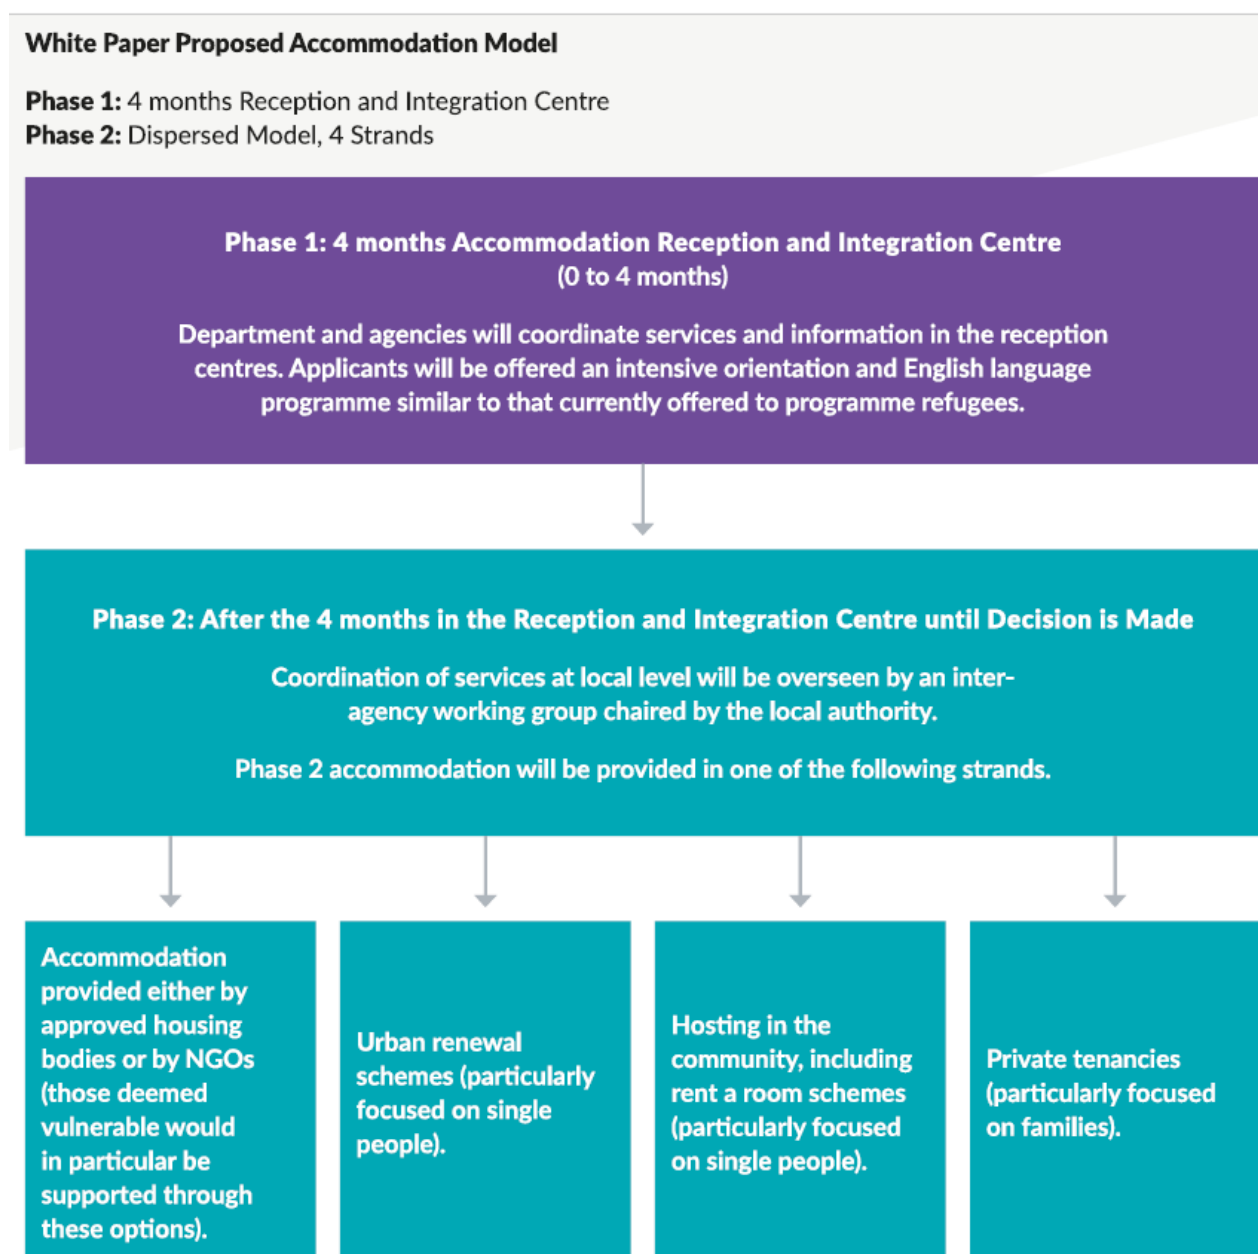 White Paper Proposed Accommodation Model
Phase 1: 4 months Reception and Integration Centre
Phase 2: Dispersed Model, 4 Strands
Phase 1: 4 months Accommodation Reception and Integration Centre
(0 to 4 months)
Department and agencies will coordinate services and information in the reception
centres. Applicants will be offered an intensive orientation and English language
programme similar to that currently offered to programme refugees.
Phase 2: After the 4 months in the Reception and Integration Centre until Decision is Made
Coordination of services at local level will be overseen by an inter-
agency working group chaired by the local authority.
Phase 2 accommodation will be provided in one of the following strands.
Accommodation
provided either by
approved housing
bodies or by NGOs
(those deemed
vulnerable would
in particular be
supported through
these options).
Urban renewal
schemes (particularly
focused on single
people).
Hosting in the
community, including
rent a room schemes
(particularly focused
on single people).
Private tenancies
(particularly focused
on families).